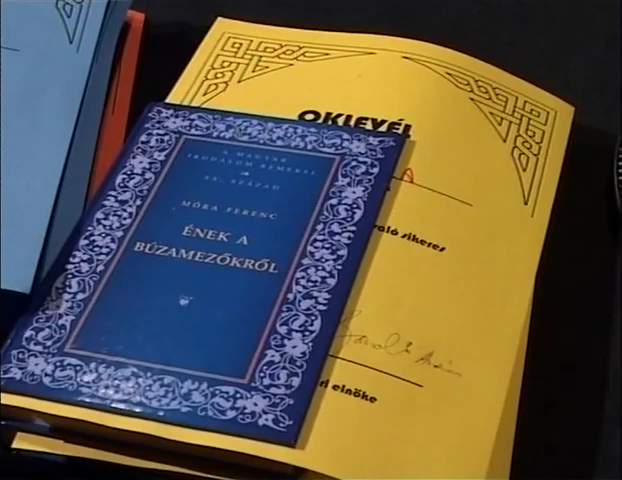 OKLEVÉL
A MAGYAR
IRODALOM REMEKEI
XX. SZÁZAD
MÓRA FERENC
ÉNEK A
BÚZAMEZŐKRŐL
való sikeres
elnöke